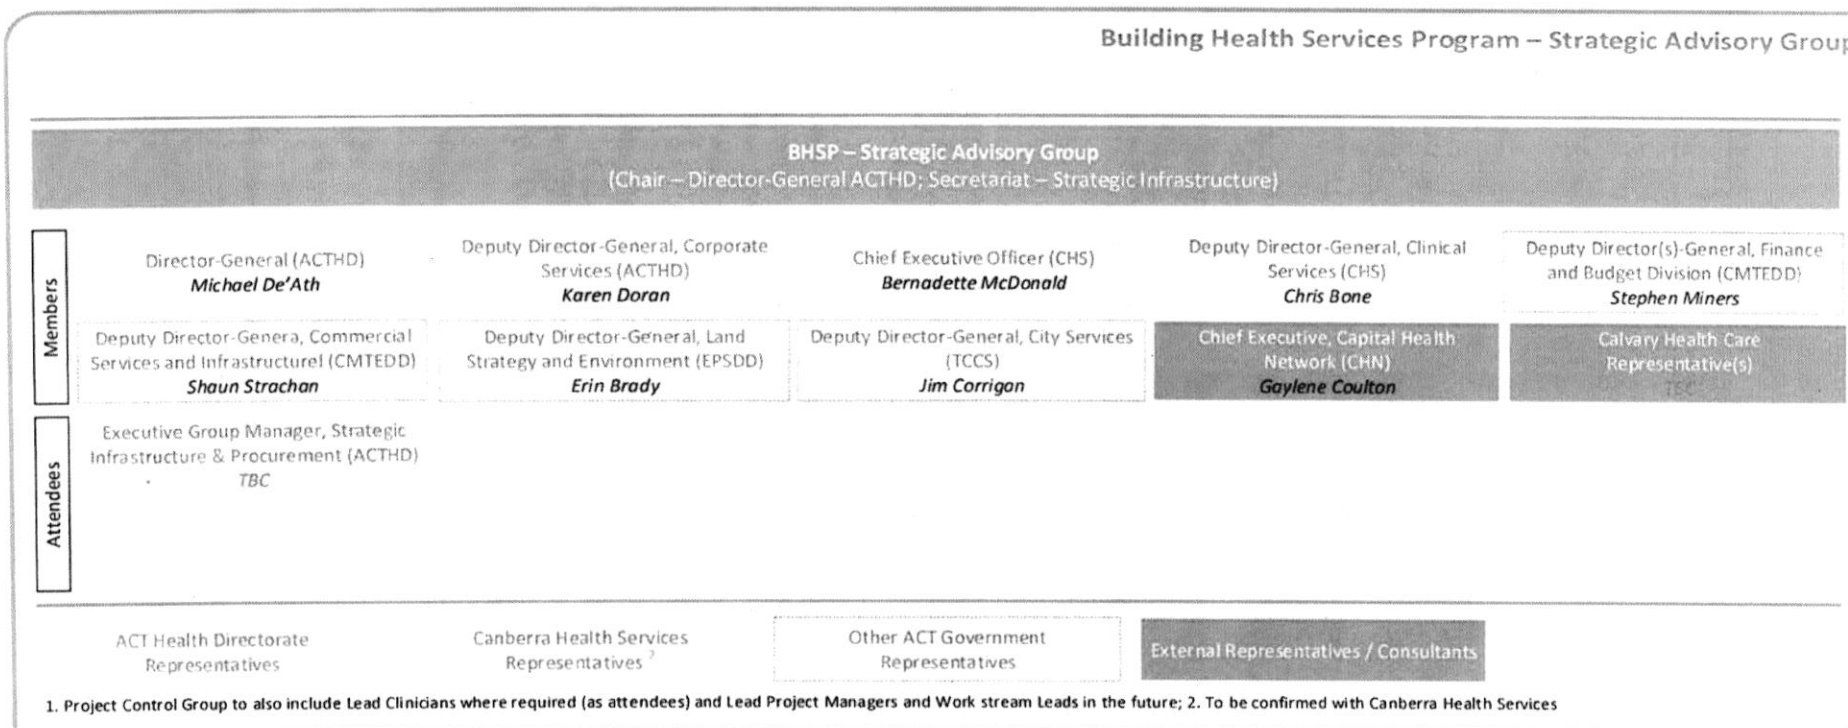 Building Health Services Program – Strategic Advisory Group
BHSP – Strategic Advisory Group
(Chair – Director-General ACTHD; Secretariat – Strategic Infrastructure)
Members
Director-General (ACTHD)
Michael De'Ath
Deputy Director-General, Corporate
Services (ACTHD)
Karen Doran
Chief Executive Officer (CHS)
Bernadette McDonald
Deputy Director-General, Clinical
Services (CHS)
Chris Bone
Deputy Director(s)-General, Finance
and Budget Division (CMTEDD)
Stephen Miners
Deputy Director-Genera, Commercial
Services and Infrastructurel (CMTEDD)
Shaun Strachan
Deputy Director-General, Land
Strategy and Environment (EPSDD)
Erin Brady
Deputy Director-General, City Services
(TCCS)
Jim Corrigan
Chief Executive, Capital Health
Network (CHN)
Gaylene Coulton
Calvary Health Care
Representative(s)
TBC
Attendees
Executive Group Manager, Strategic
Infrastructure & Procurement (ACTHD)
TBC
ACT Health Directorate
Representatives
Canberra Health Services
Representatives 2
Other ACT Government
Representatives
External Representatives / Consultants
1. Project Control Group to also include Lead Clinicians where required (as attendees) and Lead Project Managers and Work stream Leads in the future; 2. To be confirmed with Canberra Health Services